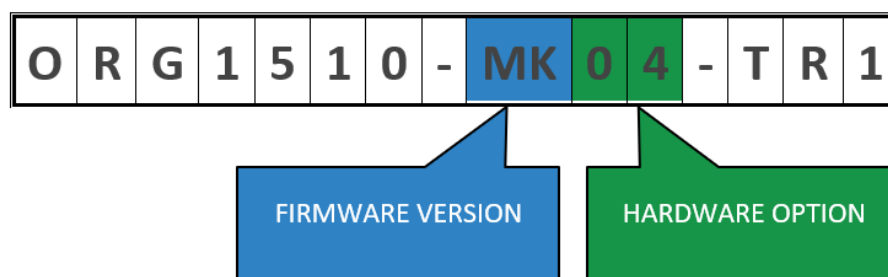 ORG1510-MK04-TR1
FIRMWARE VERSION
HARDWARE OPTION